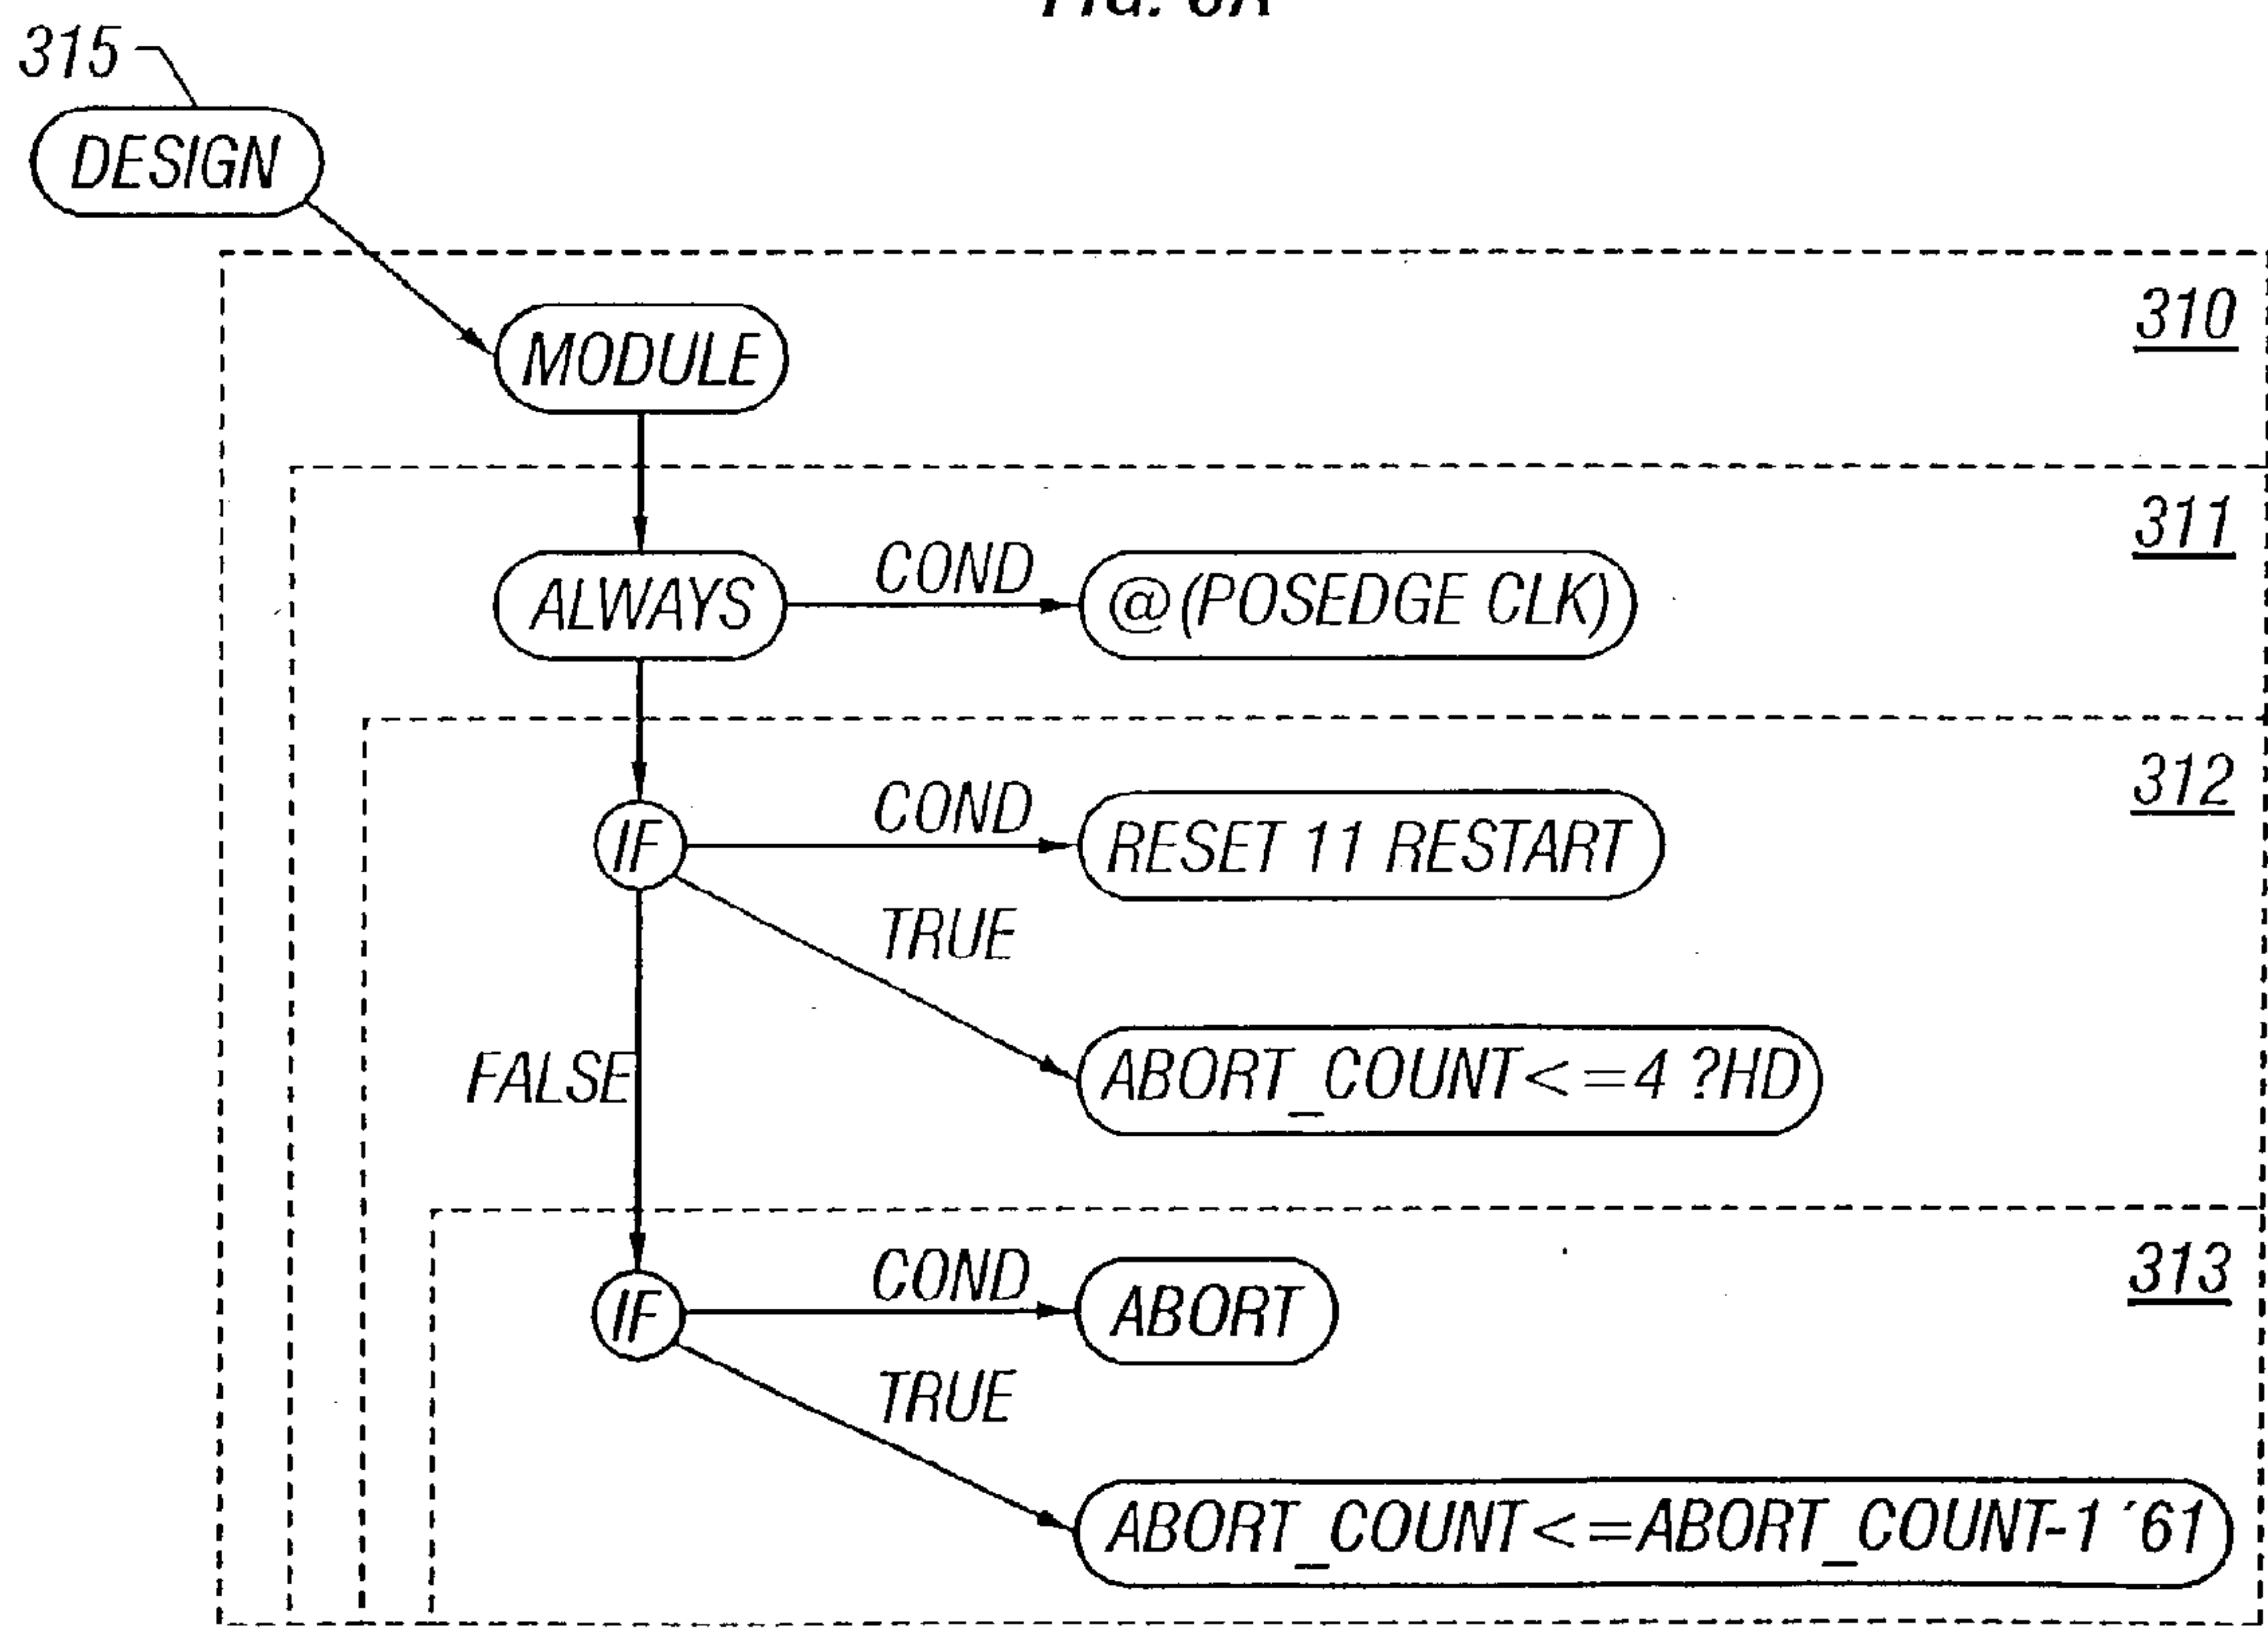 315
DESIGN
310
MODULE
311
ALWAYS
COND
@(POSEDGE CLK)
312
IF
COND
RESET 11 RESTART
TRUE
FALSE
ABORT_COUNT<=4 ?HD
313
IF
COND
ABORT
TRUE
ABORT_COUNT<=ABORT_COUNT-1 ´61